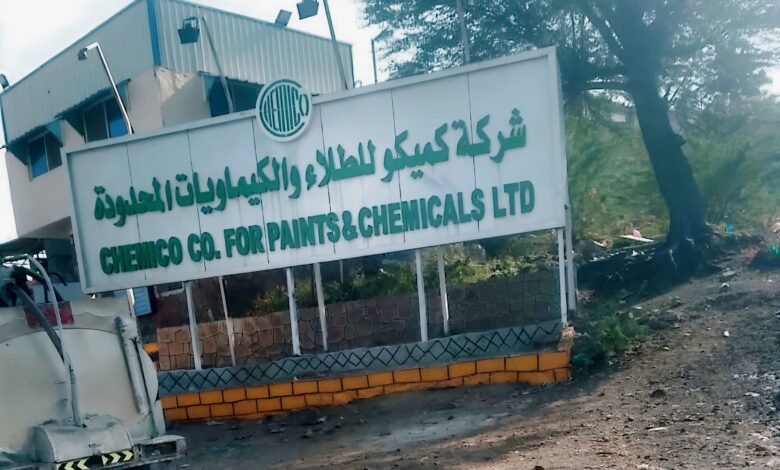 CHEMICO
شركة كميكو للطلاء والكيماويات المحدودة
CHEMICO CO. FOR PAINTS & CHEMICALS LTD